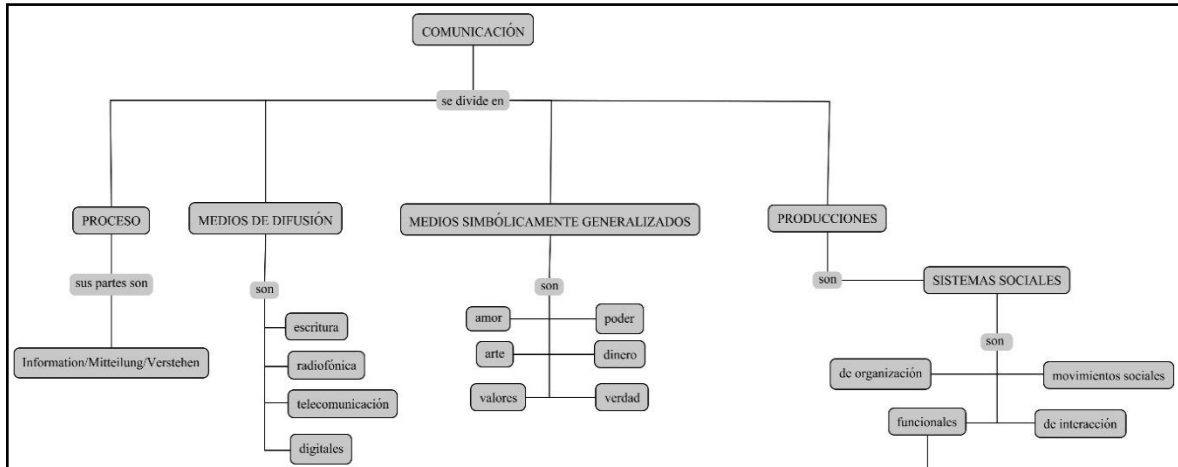 COMUNICACIÓN
se divide en
PROCESO
MEDIOS DE DIFUSIÓN
MEDIOS SIMBÓLICAMENTE GENERALIZADOS
PRODUCCIONES
sus partes son
son
son
son
SISTEMAS SOCIALES
Information/Mitteilung/Verstehen
escritura
radiofónica
telecomunicación
digitales
amor
poder
arte
dinero
valores
verdad
son
de organización
movimientos sociales
funcionales
de interacción